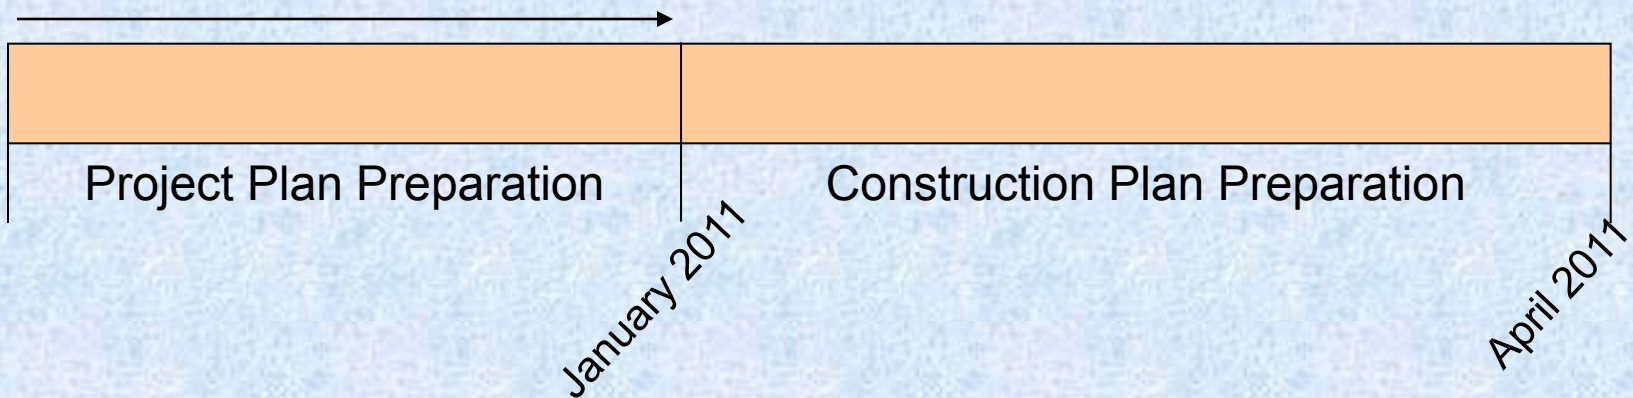 Project Plan Preparation
Construction Plan Preparation
January 2011
April 2011